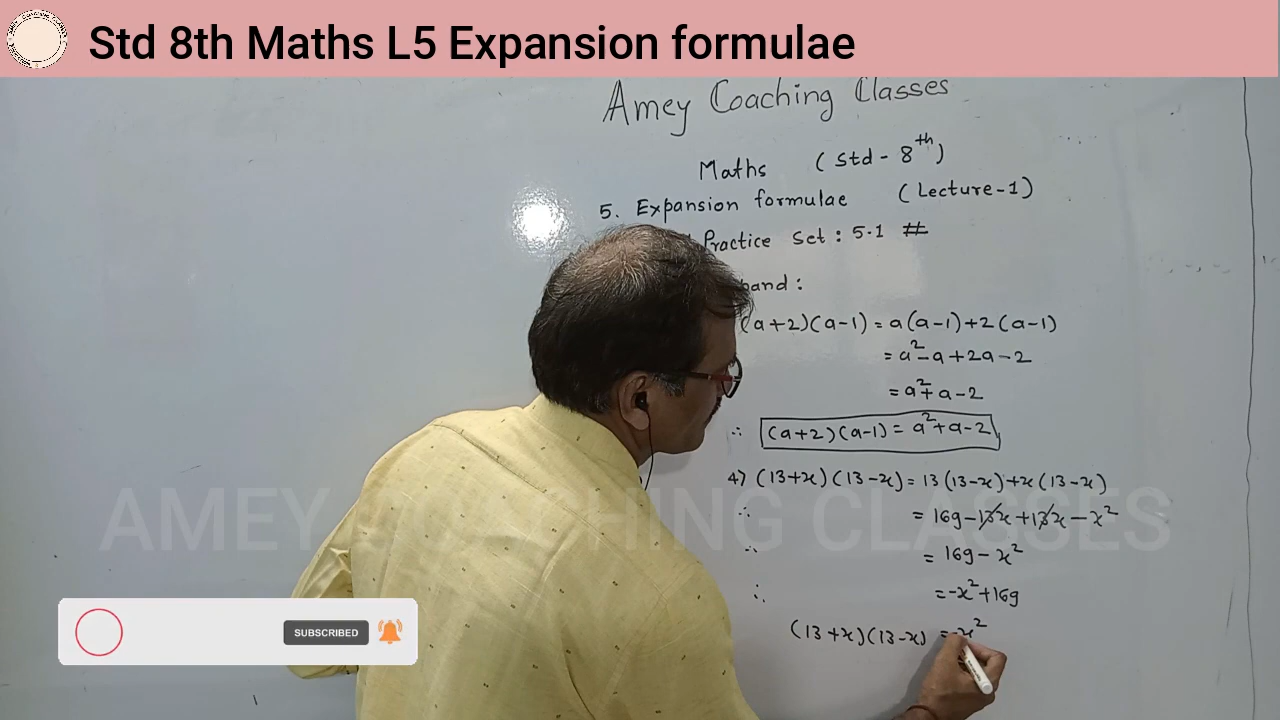 Std 8th Maths L5 Expansion formulae
Amey Coaching Classes
Maths (Std - 8th)
5. Expansion formulae (Lecture-1)
Practice Set : 5.1 #
pand :
(a+2)(a-1) = a(a-1)+2(a-1)
= a²-a+2a-2
= a²+a-2
∴ (a+2)(a-1) = a²+a-2
4) (13+x)(13-x) = 13(13-x)+x(13-x)
∴ = 169-13x+13x-x²
∴ = 169-x²
∴ = -x²+169
(13+x)(13-x) = -x²
AMEY COACHING CLASSES
SUBSCRIBED